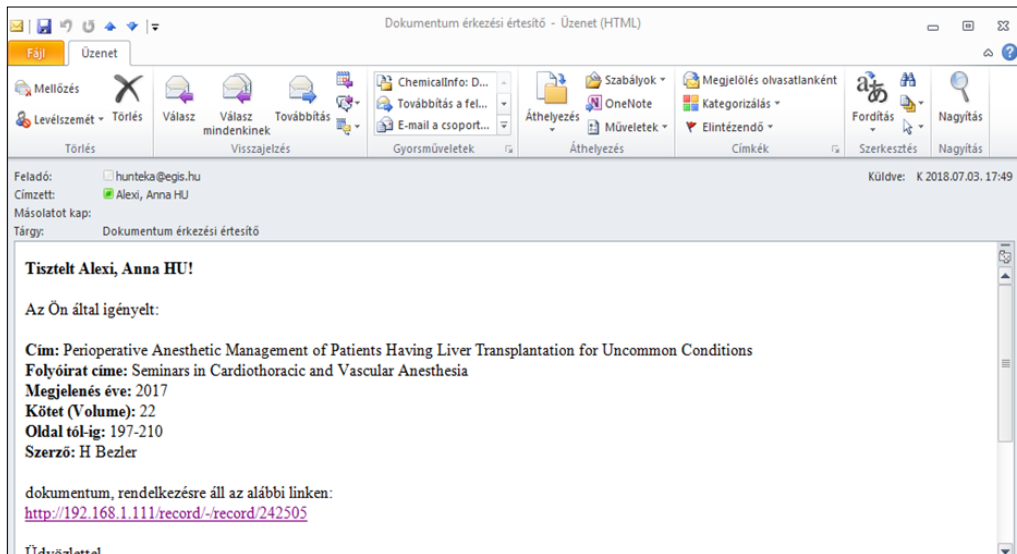 Dokumentum érkezési értesítő - Üzenet (HTML)
Fájl Üzenet
Mellőzés
Levélszemét
Törlés
Válasz
Válasz mindenkinek
Továbbítás
ChemicalInfo: D...
Továbbítás a fel...
E-mail a csoport...
Áthelyezés
Szabályok
OneNote
Műveletek
Megjelölés olvasatlanként
Kategorizálás
Elintézendő
Fordítás
Nagyítás
Törlés Visszajelzés Gyorsműveletek Áthelyezés Címkék Szerkesztés Nagyítás
Feladó: hunteka@egis.hu Küldve: K 2018.07.03. 17:49
Címzett: Alexi, Anna HU
Másolatot kap:
Tárgy: Dokumentum érkezési értesítő
Tisztelt Alexi, Anna HU!
Az Ön által igényelt:
Cím: Perioperative Anesthetic Management of Patients Having Liver Transplantation for Uncommon Conditions
Folyóirat címe: Seminars in Cardiothoracic and Vascular Anesthesia
Megjelenés éve: 2017
Kötet (Volume): 22
Oldal tól-ig: 197-210
Szerző: H Bezler
dokumentum, rendelkezésre áll az alábbi linken:
http://192.168.1.111/record/-/record/242505
Üdvözlettel